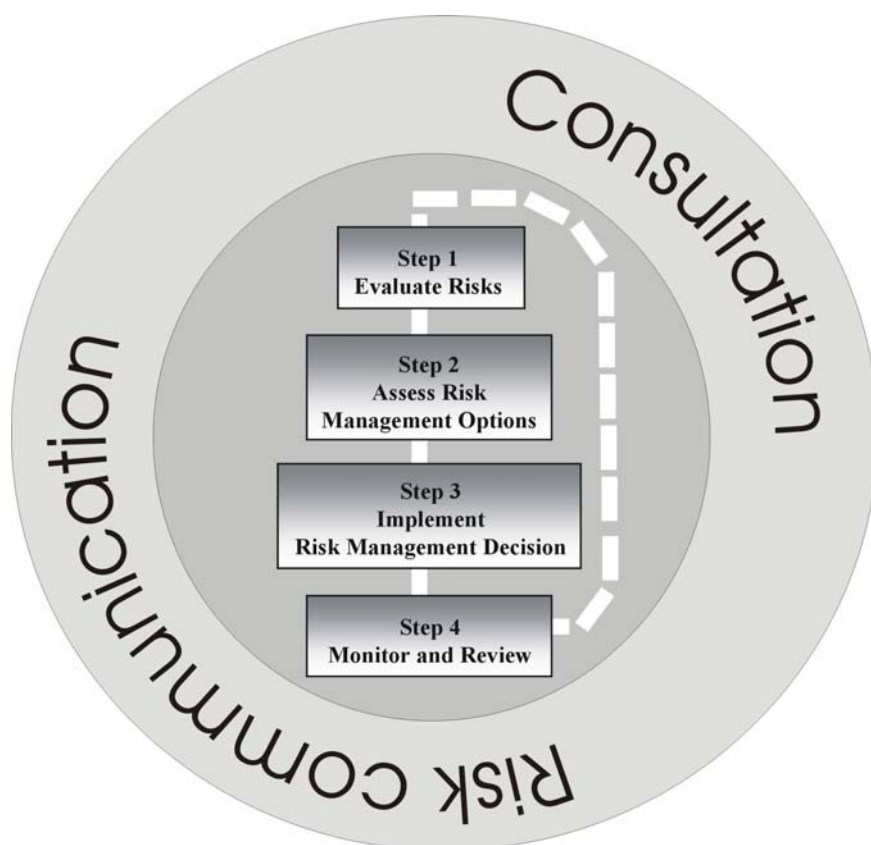 Consultation
Step 1
Evaluate Risks
Step 2
Assess Risk
Management Options
Step 3
Implement
Risk Management Decision
Step 4
Monitor and Review
Risk Communication